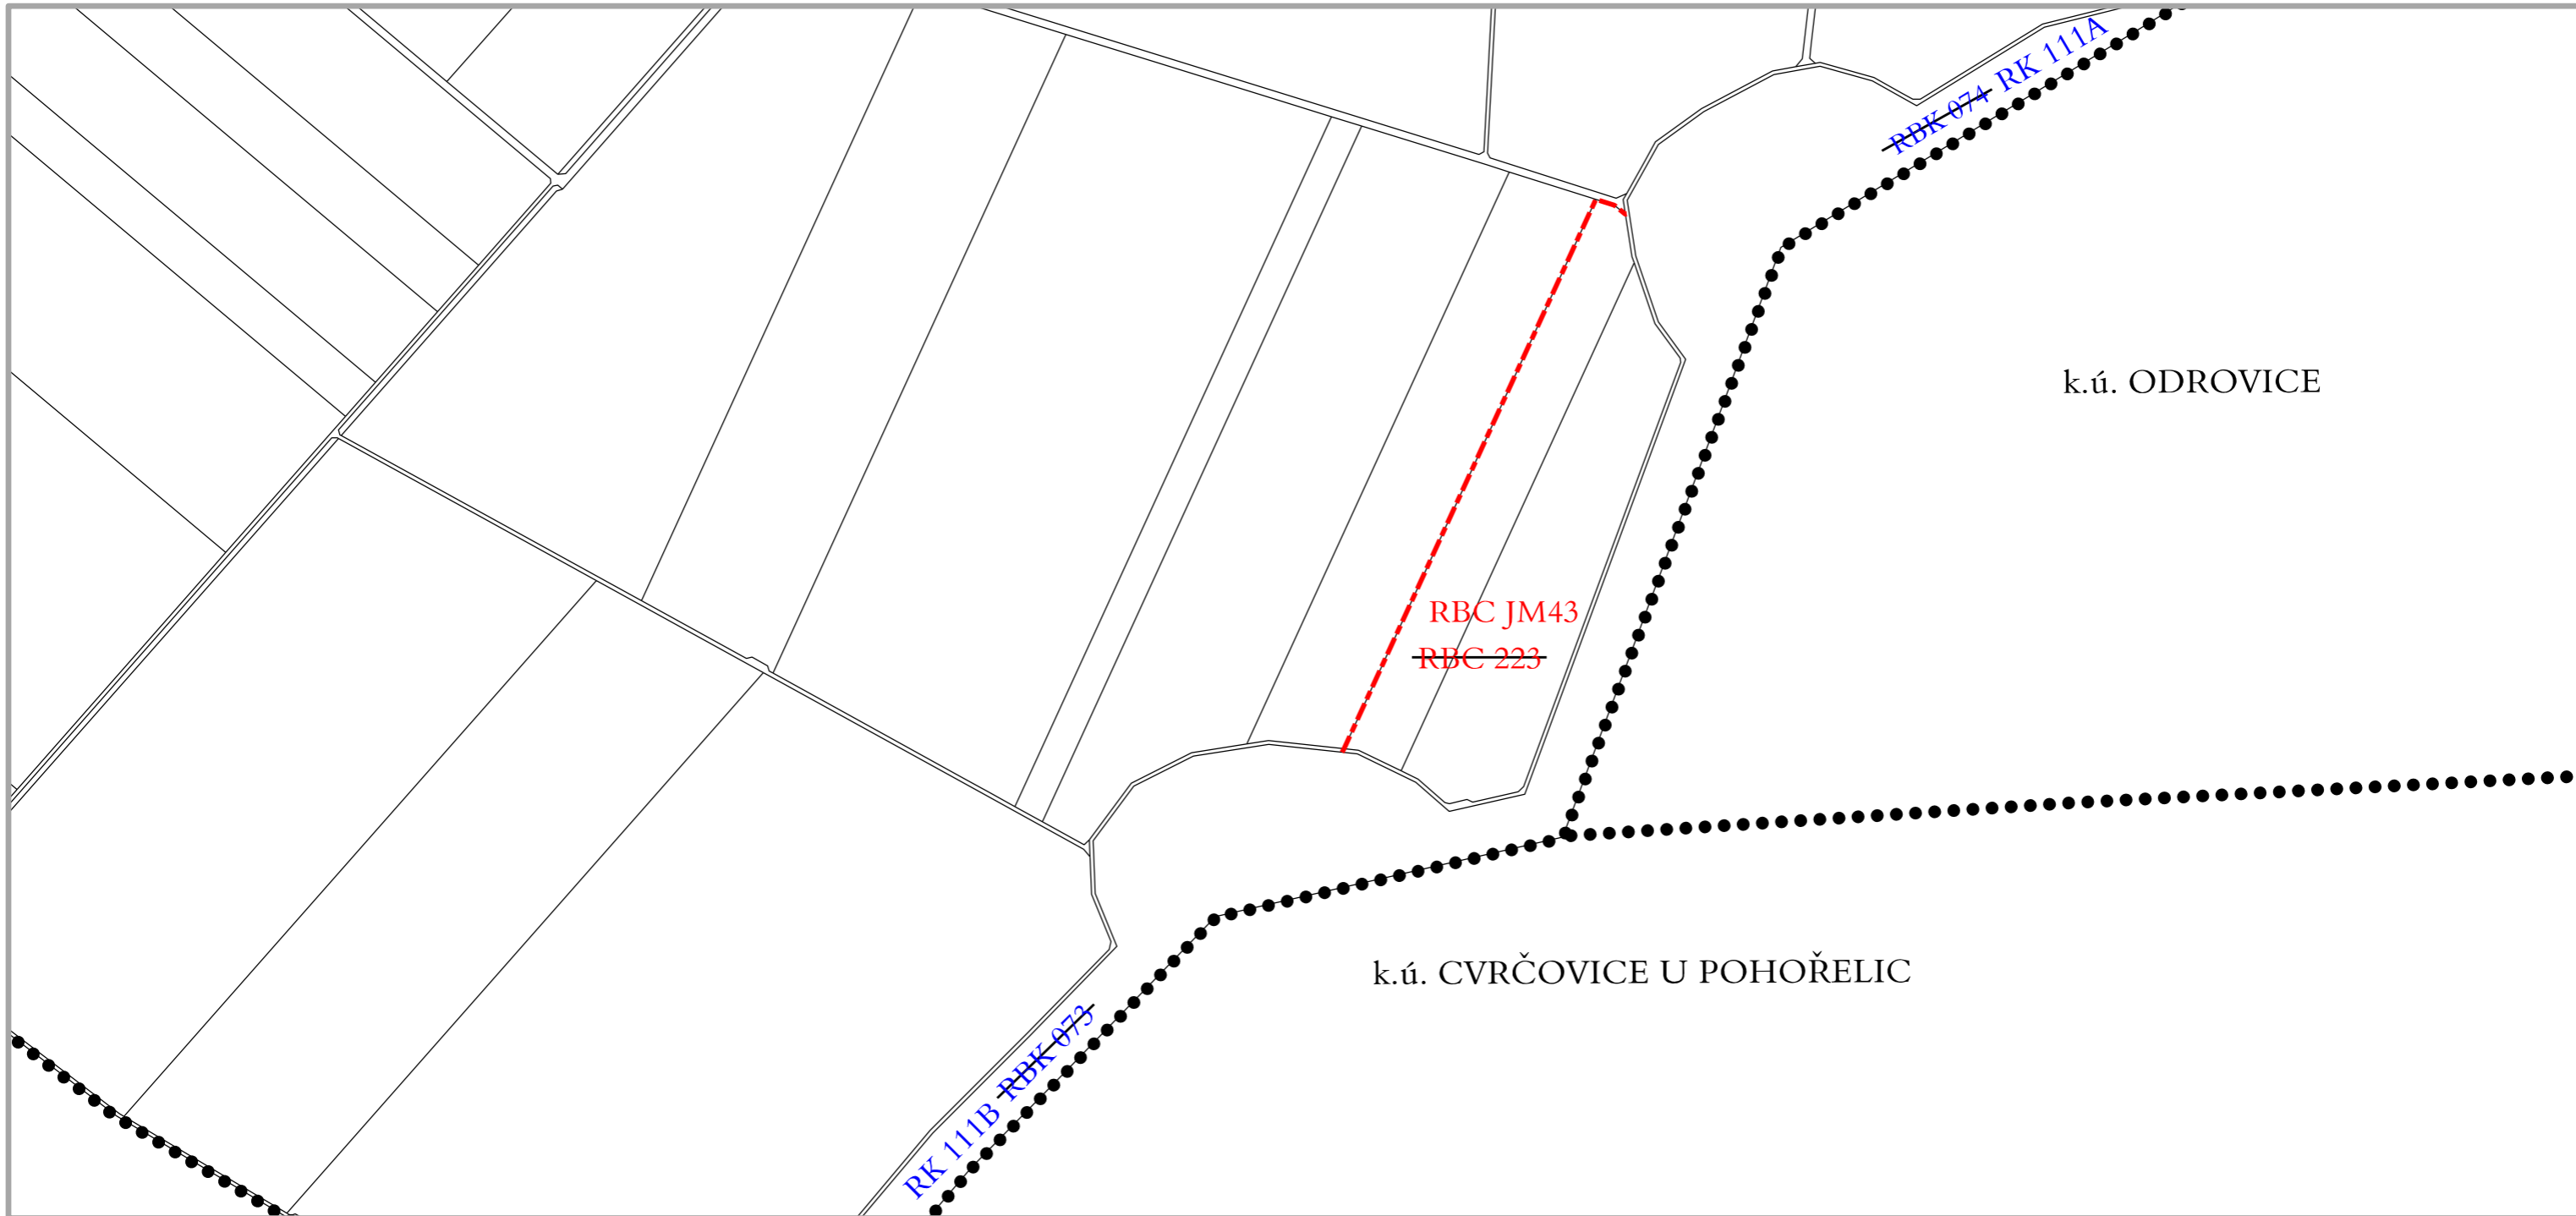 RBK 074 RK 111A
k.ú. ODROVICE
RBC JM43
RBC 223
k.ú. CVRČOVICE U POHOŘELIC
RK 111B RBK 073